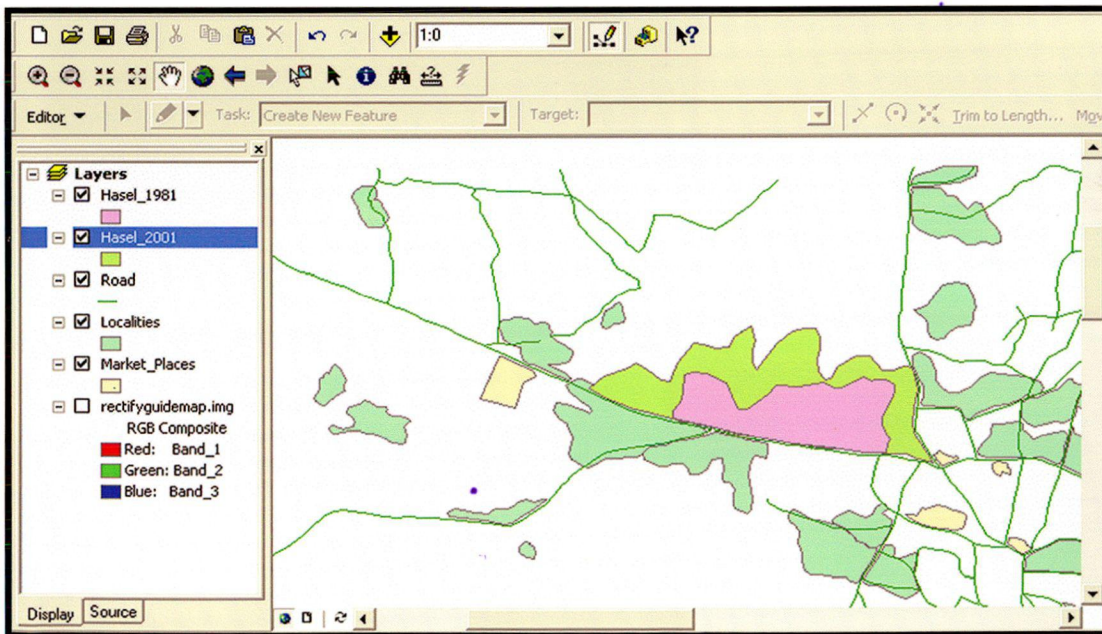 1:0
Editor Task: Create New Feature Target: Trim to Length... Mov
Layers
Hasel_1981
Hasel_2001
Road
Localities
Market_Places
rectifyguidemap.img
RGB Composite
Red: Band_1
Green: Band_2
Blue: Band_3
Display Source